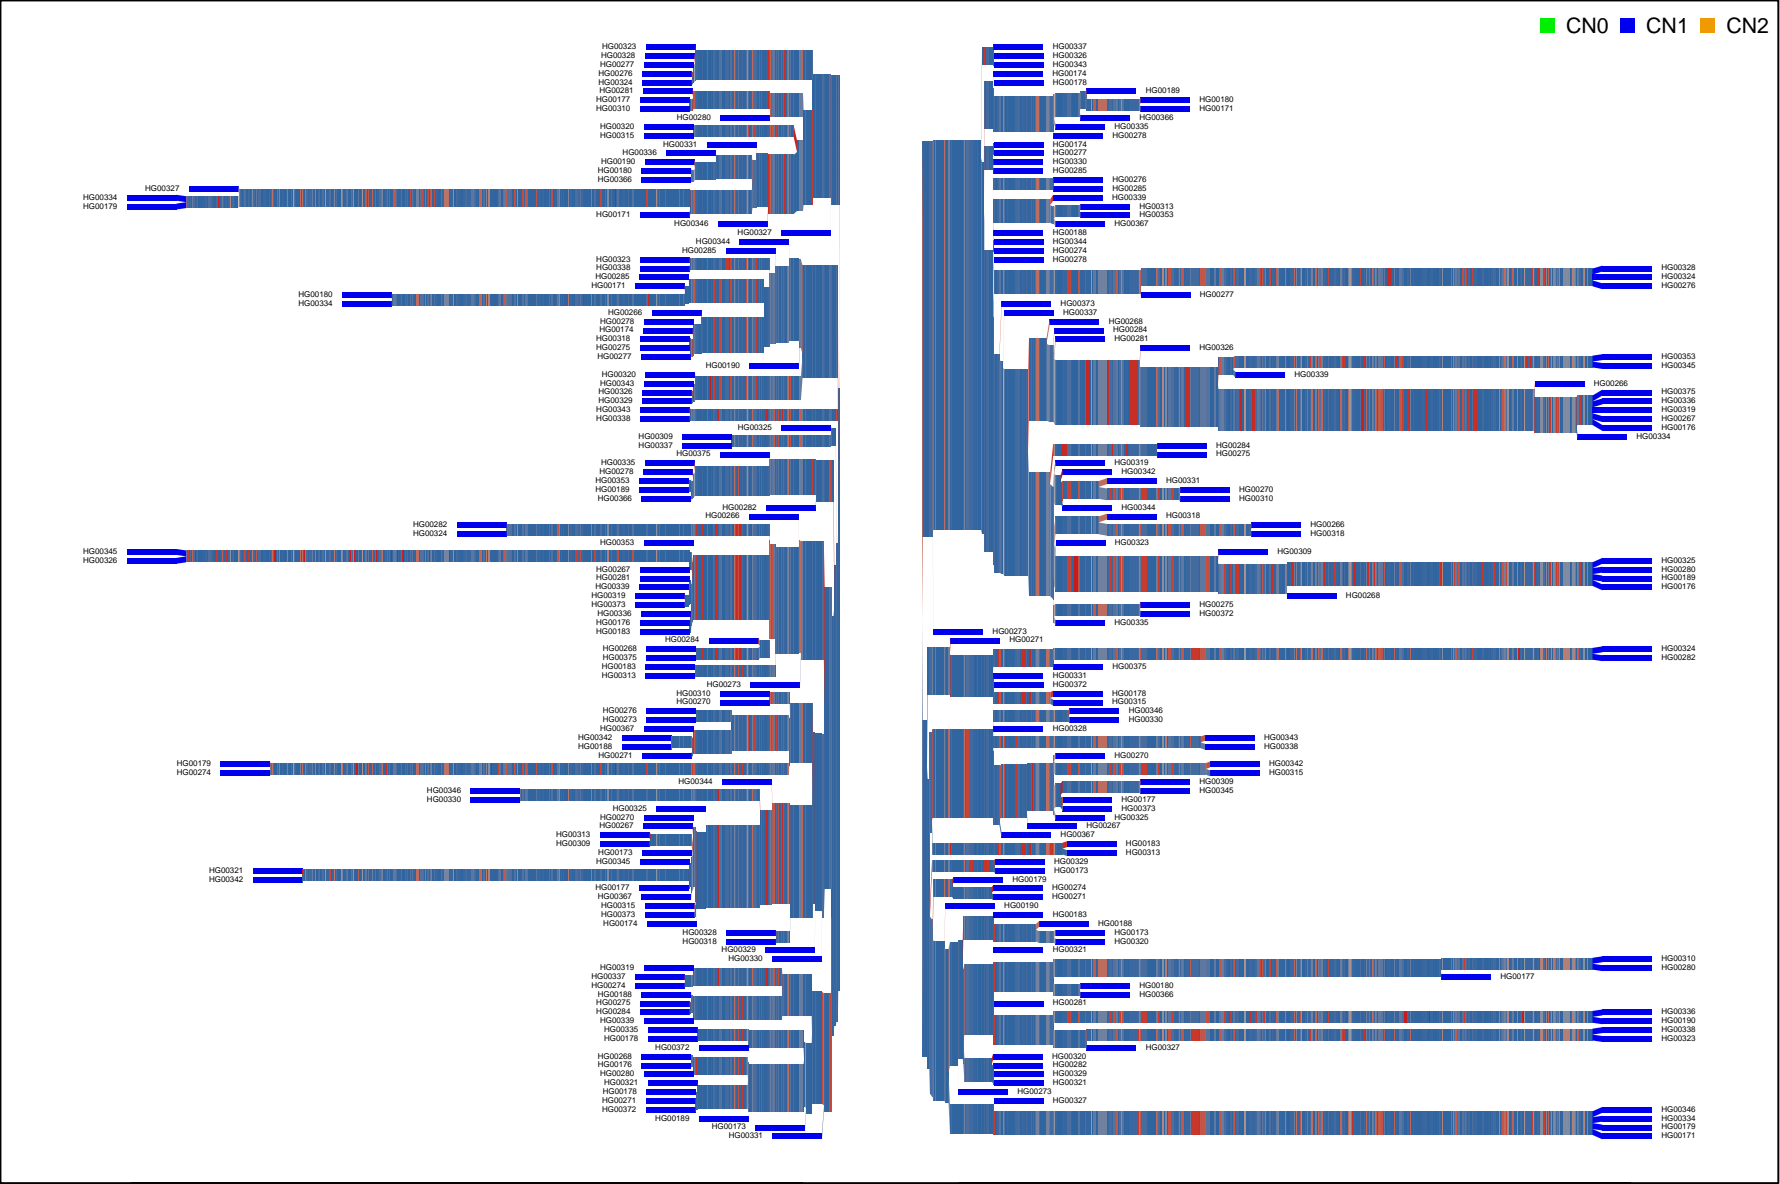 CN0 CN1 CN2
HG00323
HG00328
HG00277
HG00276
HG00324
HG00281
HG00177
HG00310
HG00280
HG00320
HG00315
HG00331
HG00336
HG00190
HG00180
HG00366
HG00327
HG00334
HG00179
HG00171
HG00346
HG00327
HG00344
HG00285
HG00323
HG00338
HG00285
HG00171
HG00180
HG00334
HG00266
HG00278
HG00174
HG00318
HG00275
HG00277
HG00190
HG00320
HG00343
HG00326
HG00329
HG00343
HG00338
HG00325
HG00309
HG00337
HG00375
HG00335
HG00278
HG00353
HG00189
HG00366
HG00282
HG00266
HG00282
HG00324
HG00353
HG00345
HG00326
HG00267
HG00281
HG00339
HG00319
HG00373
HG00336
HG00176
HG00183
HG00284
HG00268
HG00375
HG00183
HG00313
HG00273
HG00310
HG00270
HG00276
HG00273
HG00367
HG00342
HG00188
HG00271
HG00179
HG00274
HG00344
HG00346
HG00330
HG00325
HG00270
HG00267
HG00313
HG00309
HG00173
HG00345
HG00321
HG00342
HG00177
HG00367
HG00315
HG00373
HG00174
HG00328
HG00318
HG00329
HG00330
HG00319
HG00337
HG00274
HG00188
HG00275
HG00284
HG00339
HG00335
HG00178
HG00372
HG00268
HG00176
HG00280
HG00321
HG00178
HG00271
HG00372
HG00189
HG00173
HG00331
HG00337
HG00326
HG00343
HG00174
HG00178
HG00189
HG00180
HG00171
HG00366
HG00335
HG00278
HG00174
HG00277
HG00330
HG00285
HG00276
HG00285
HG00339
HG00313
HG00353
HG00367
HG00188
HG00344
HG00274
HG00278
HG00328
HG00324
HG00276
HG00277
HG00373
HG00337
HG00268
HG00284
HG00281
HG00326
HG00353
HG00345
HG00339
HG00266
HG00375
HG00336
HG00319
HG00267
HG00176
HG00334
HG00284
HG00275
HG00319
HG00342
HG00331
HG00270
HG00310
HG00344
HG00318
HG00266
HG00318
HG00323
HG00309
HG00325
HG00280
HG00189
HG00176
HG00268
HG00275
HG00372
HG00335
HG00273
HG00271
HG00324
HG00282
HG00375
HG00331
HG00372
HG00178
HG00315
HG00346
HG00330
HG00328
HG00343
HG00338
HG00270
HG00342
HG00315
HG00309
HG00345
HG00177
HG00373
HG00325
HG00267
HG00367
HG00183
HG00313
HG00329
HG00173
HG00179
HG00274
HG00271
HG00190
HG00183
HG00188
HG00173
HG00320
HG00321
HG00310
HG00280
HG00177
HG00180
HG00366
HG00281
HG00336
HG00190
HG00338
HG00323
HG00327
HG00320
HG00282
HG00329
HG00321
HG00273
HG00327
HG00346
HG00334
HG00179
HG00171